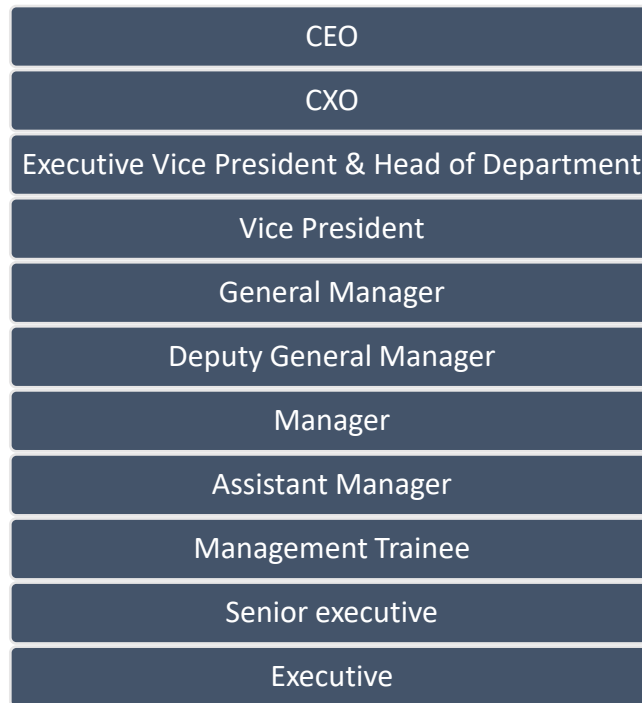 CEO
CXO
Executive Vice President & Head of Department
Vice President
General Manager
Deputy General Manager
Manager
Assistant Manager
Management Trainee
Senior executive
Executive